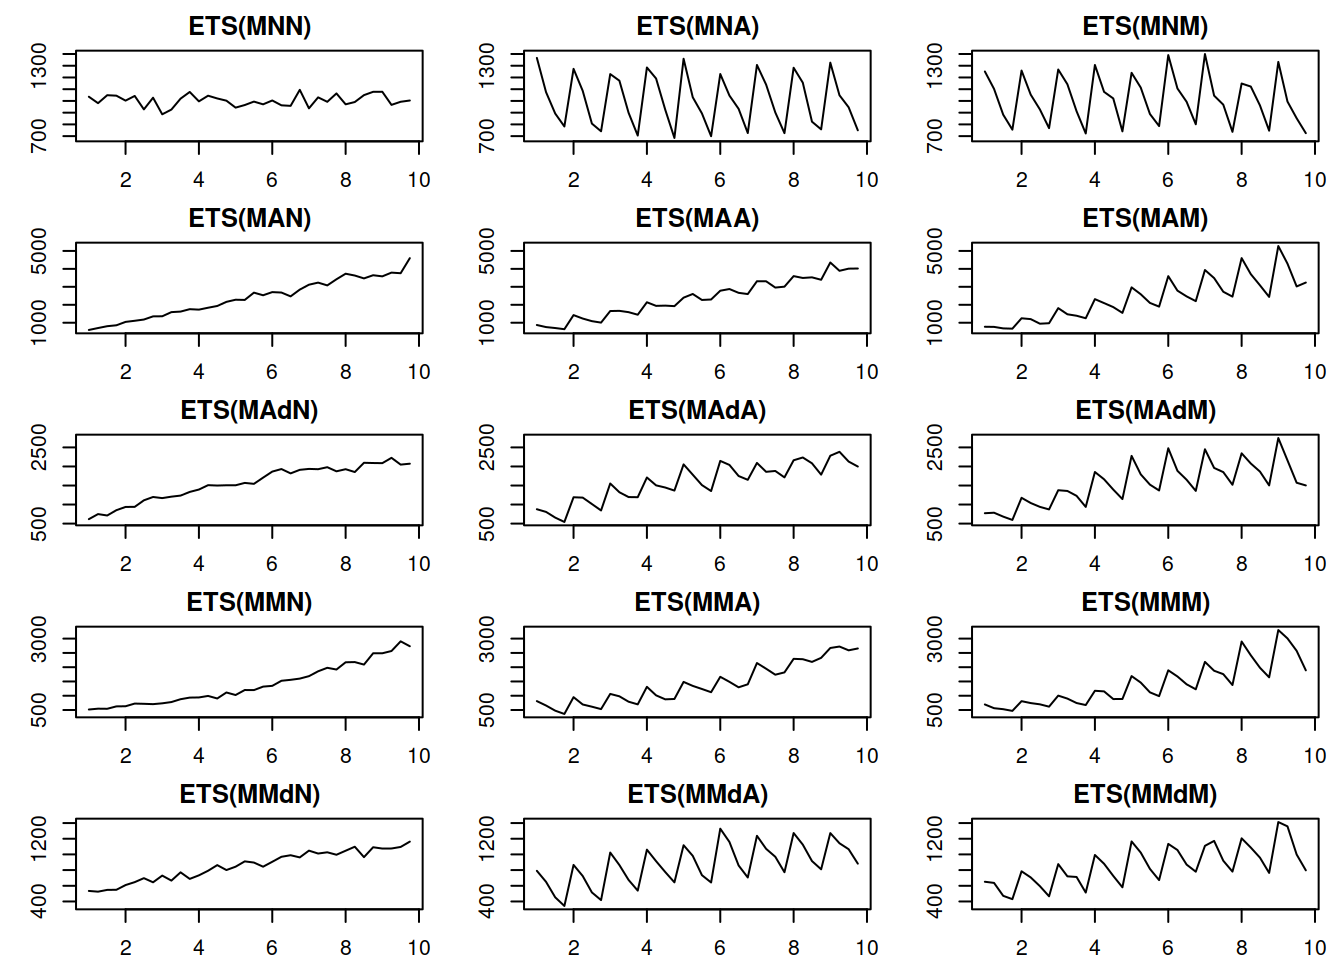 ETS(MNN) ETS(MNA) ETS(MNM)
700 1300 700 1300 700 1300
2 4 6 8 10 2 4 6 8 10 2 4 6 8 10
ETS(MAN) ETS(MAA) ETS(MAM)
1000 5000 1000 5000 1000 5000
2 4 6 8 10 2 4 6 8 10 2 4 6 8 10
ETS(MAdN) ETS(MAdA) ETS(MAdM)
500 2500 500 2500 500 2500
2 4 6 8 10 2 4 6 8 10 2 4 6 8 10
ETS(MMN) ETS(MMA) ETS(MMM)
500 3000 500 3000 500 3000
2 4 6 8 10 2 4 6 8 10 2 4 6 8 10
ETS(MMdN) ETS(MMdA) ETS(MMdM)
400 1200 400 1200 400 1200
2 4 6 8 10 2 4 6 8 10 2 4 6 8 10